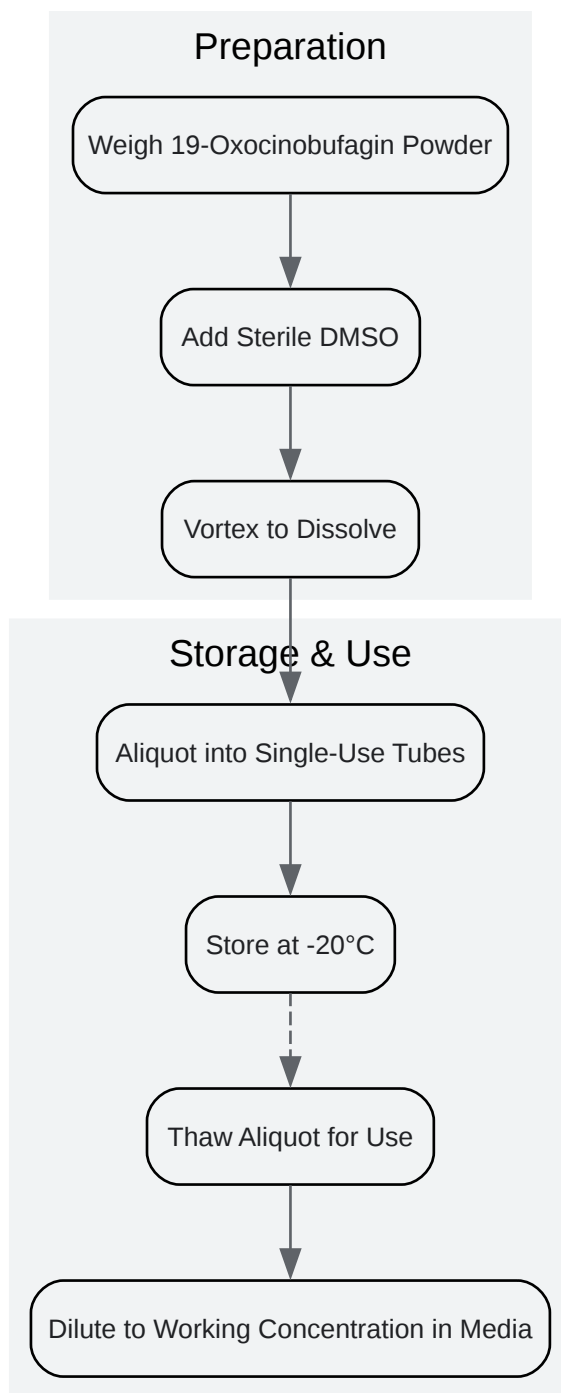 Preparation
Weigh 19-Oxocinobufagin Powder
Add Sterile DMSO
Vortex to Dissolve
Storage & Use
Aliquot into Single-Use Tubes
Store at -20°C
Thaw Aliquot for Use
Dilute to Working Concentration in Media